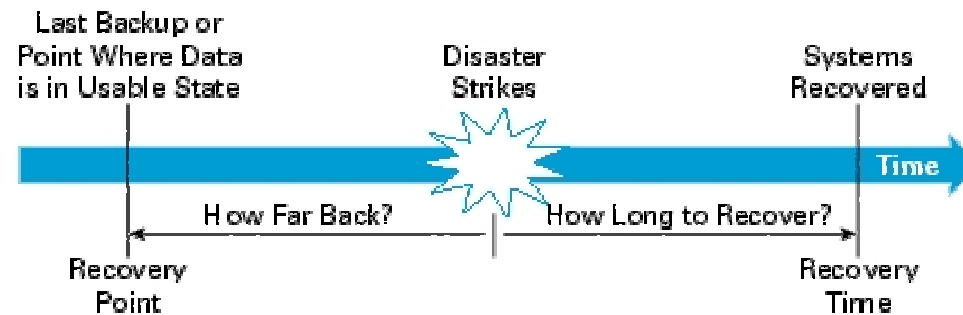 Last Backup or
Point Where Data
is in Usable State
Disaster
Strikes
Systems
Recovered
Time
How Far Back?
How Long to Recover?
Recovery
Point
Recovery
Time